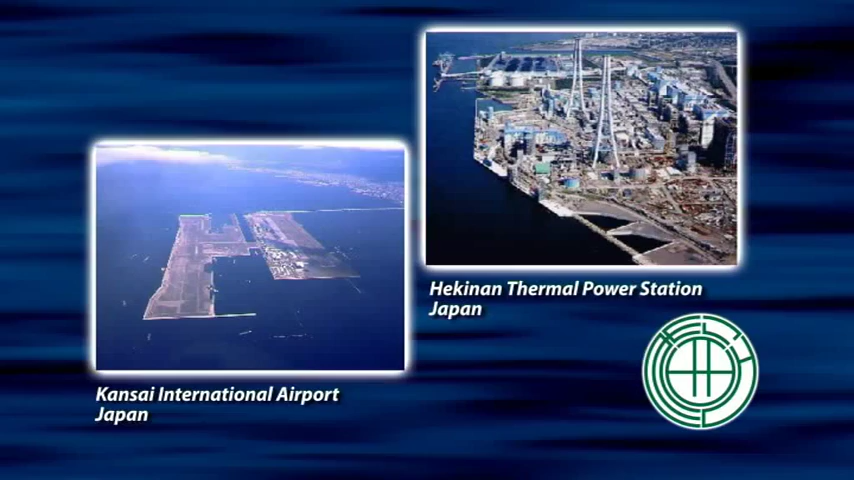 Hekinan Thermal Power Station
Japan
Kansai International Airport
Japan